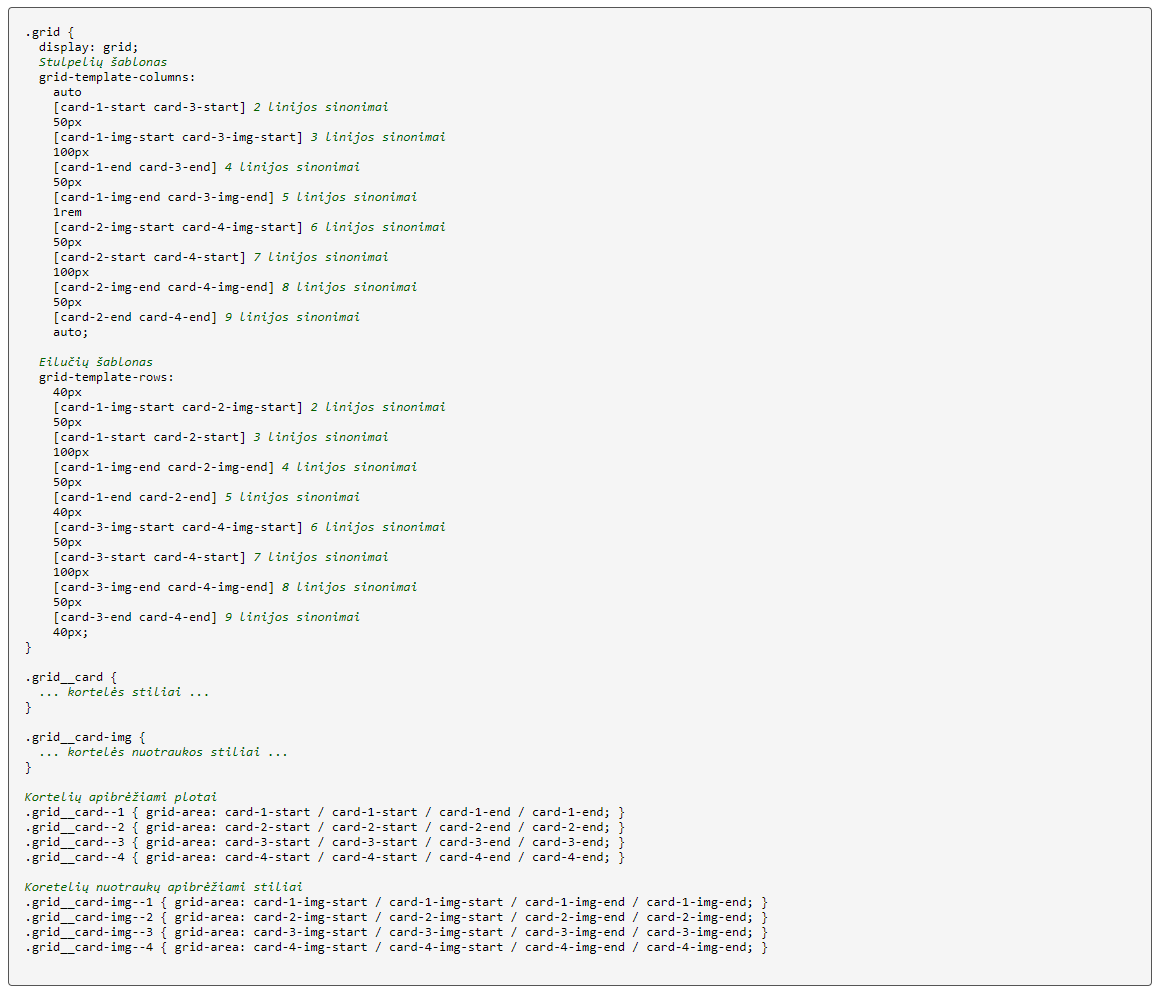 .grid {
  display: grid;
  Stulpelių šablonas
  grid-template-columns:
    auto
    [card-1-start card-3-start] 2 linijos sinonimai
    50px
    [card-1-img-start card-3-img-start] 3 linijos sinonimai
    100px
    [card-1-end card-3-end] 4 linijos sinonimai
    50px
    [card-1-img-end card-3-img-end] 5 linijos sinonimai
    1rem
    [card-2-img-start card-4-img-start] 6 linijos sinonimai
    50px
    [card-2-start card-4-start] 7 linijos sinonimai
    100px
    [card-2-img-end card-4-img-end] 8 linijos sinonimai
    50px
    [card-2-end card-4-end] 9 linijos sinonimai
    auto;

  Eilučių šablonas
  grid-template-rows:
    40px
    [card-1-img-start card-2-img-start] 2 linijos sinonimai
    50px
    [card-1-start card-2-start] 3 linijos sinonimai
    100px
    [card-1-img-end card-2-img-end] 4 linijos sinonimai
    50px
    [card-1-end card-2-end] 5 linijos sinonimai
    40px
    [card-3-img-start card-4-img-start] 6 linijos sinonimai
    50px
    [card-3-start card-4-start] 7 linijos sinonimai
    100px
    [card-3-img-end card-4-img-end] 8 linijos sinonimai
    50px
    [card-3-end card-4-end] 9 linijos sinonimai
    40px;
}

.grid__card {
  ... kortelės stiliai ...
}

.grid__card-img {
  ... kortelės nuotraukos stiliai ...
}

Kortelių apibrėžiami plotai
.grid__card--1 { grid-area: card-1-start / card-1-start / card-1-end / card-1-end; }
.grid__card--2 { grid-area: card-2-start / card-2-start / card-2-end / card-2-end; }
.grid__card--3 { grid-area: card-3-start / card-3-start / card-3-end / card-3-end; }
.grid__card--4 { grid-area: card-4-start / card-4-start / card-4-end / card-4-end; }

Koretelių nuotraukų apibrėžiami stiliai
.grid__card-img--1 { grid-area: card-1-img-start / card-1-img-start / card-1-img-end / card-1-img-end; }
.grid__card-img--2 { grid-area: card-2-img-start / card-2-img-start / card-2-img-end / card-2-img-end; }
.grid__card-img--3 { grid-area: card-3-img-start / card-3-img-start / card-3-img-end / card-3-img-end; }
.grid__card-img--4 { grid-area: card-4-img-start / card-4-img-start / card-4-img-end / card-4-img-end; }